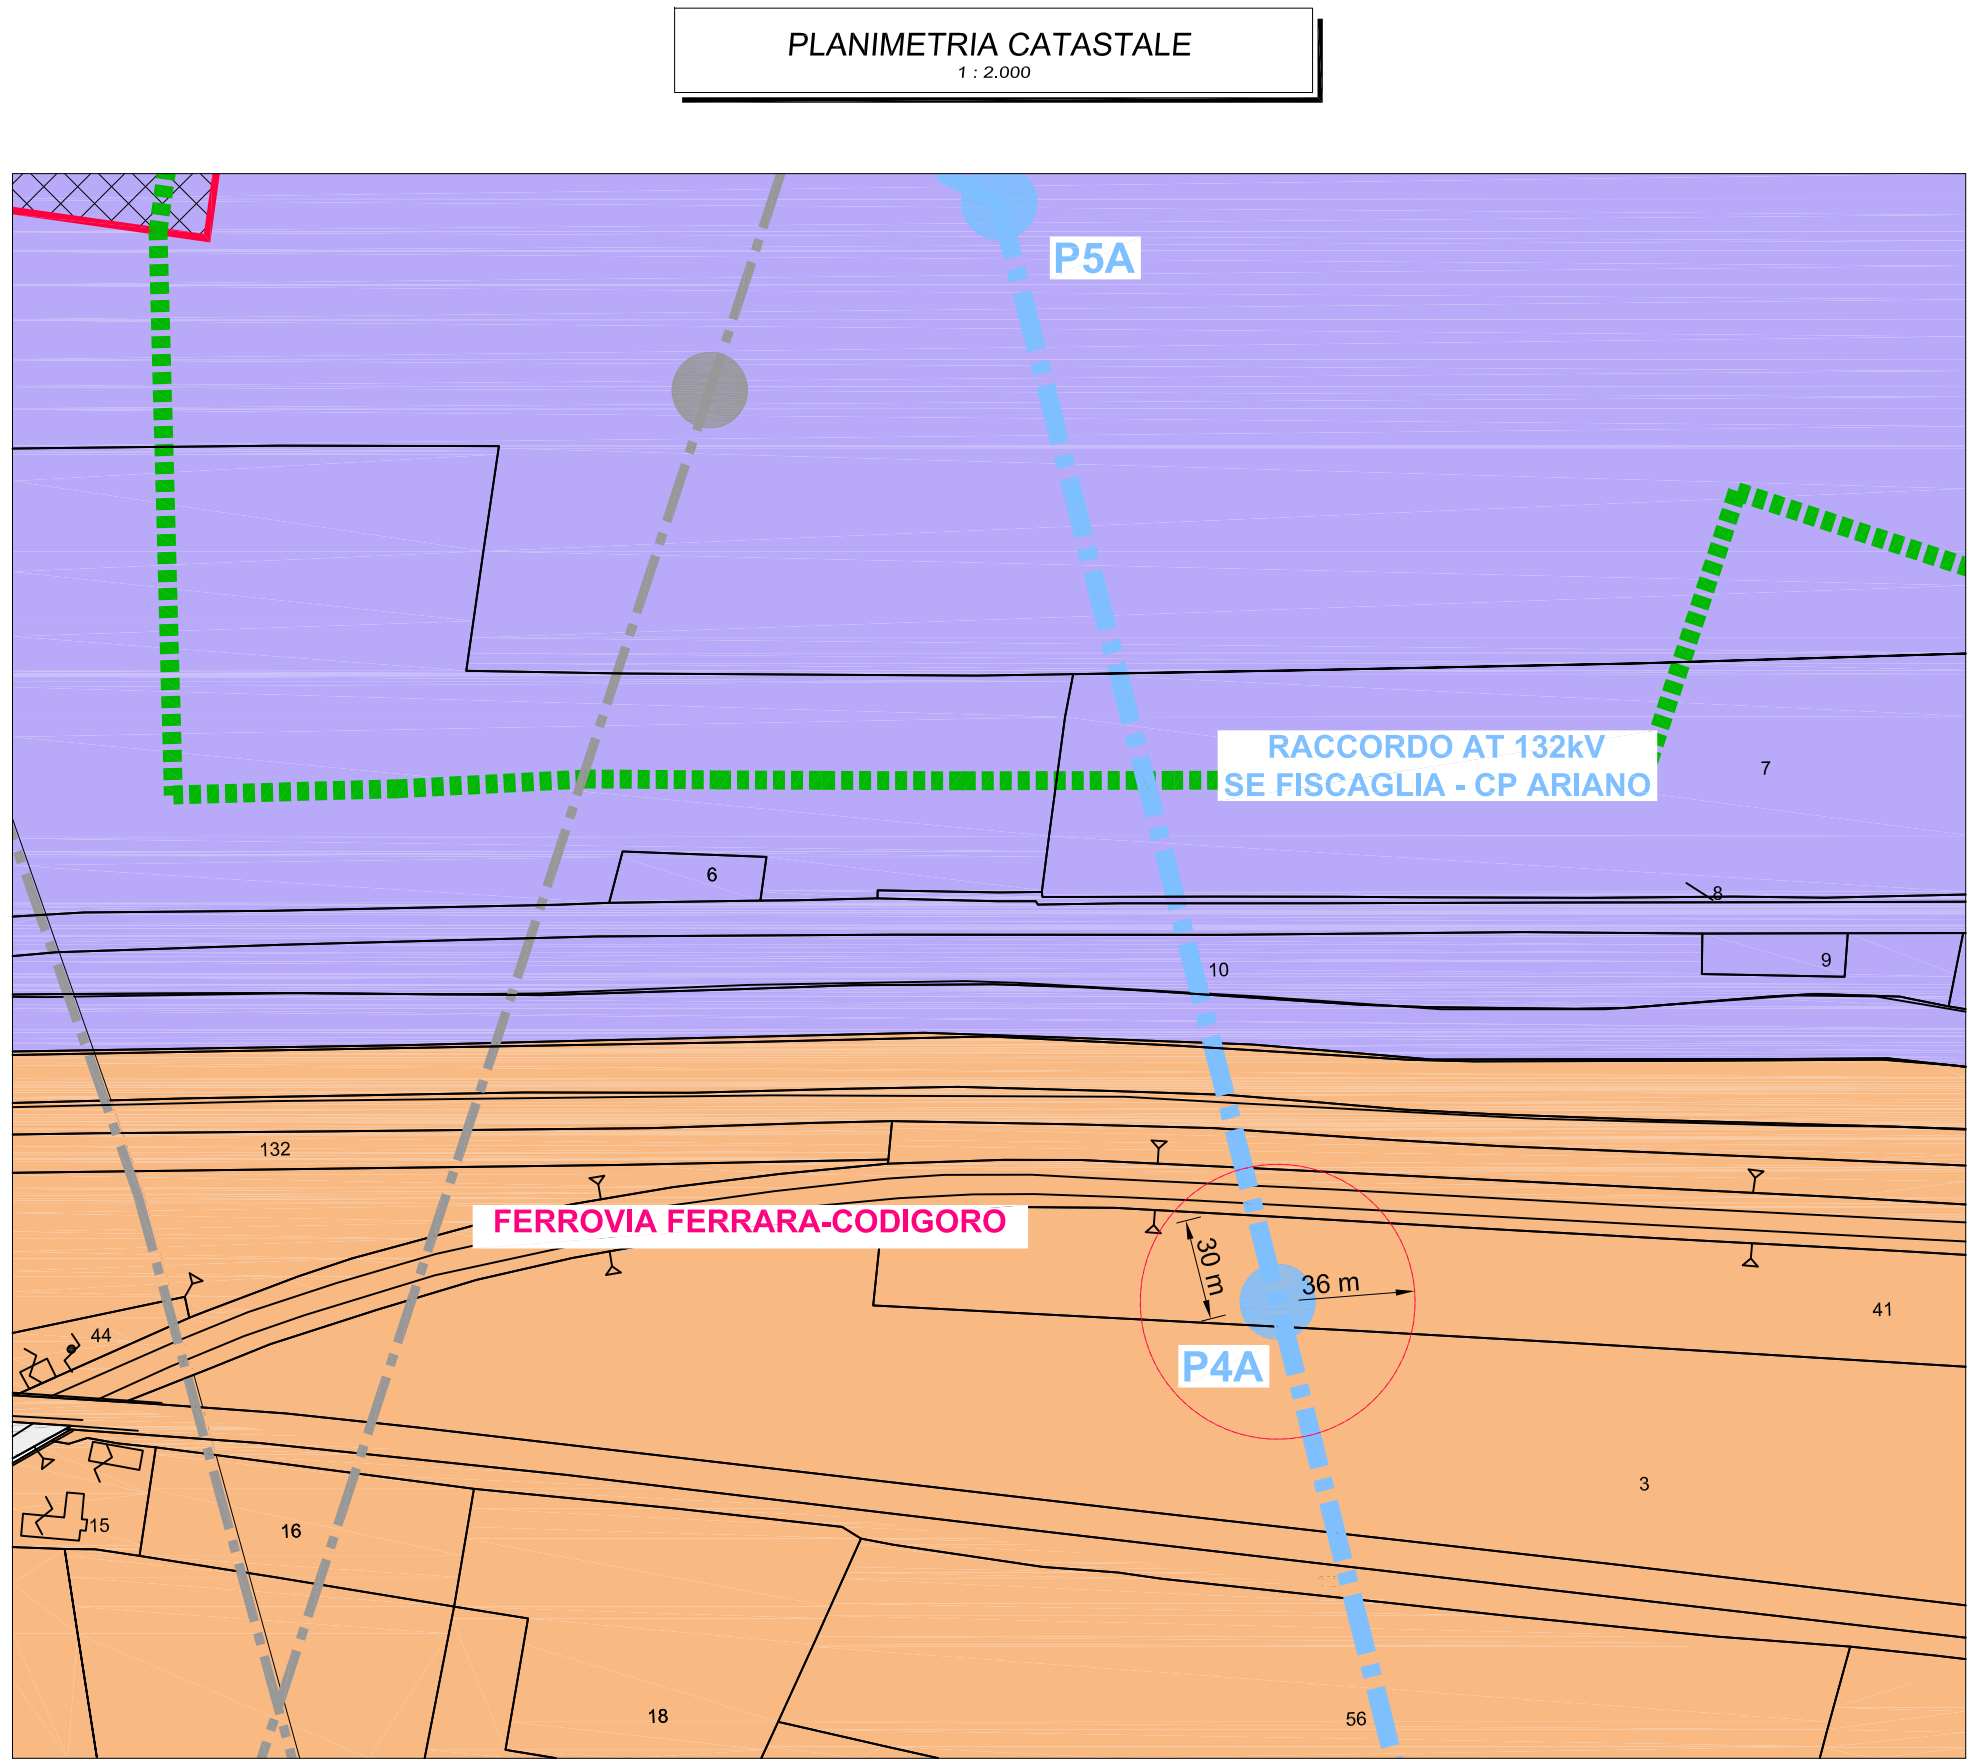 PLANIMETRIA CATASTALE
1 : 2.000
P5A
RACCORDO AT 132kV
SE FISCAGLIA - CP ARIANO
7
6
8
9
10
132
FERROVIA FERRARA-CODIGORO
30 m
36 m
41
44
P4A
3
15
16
18
56